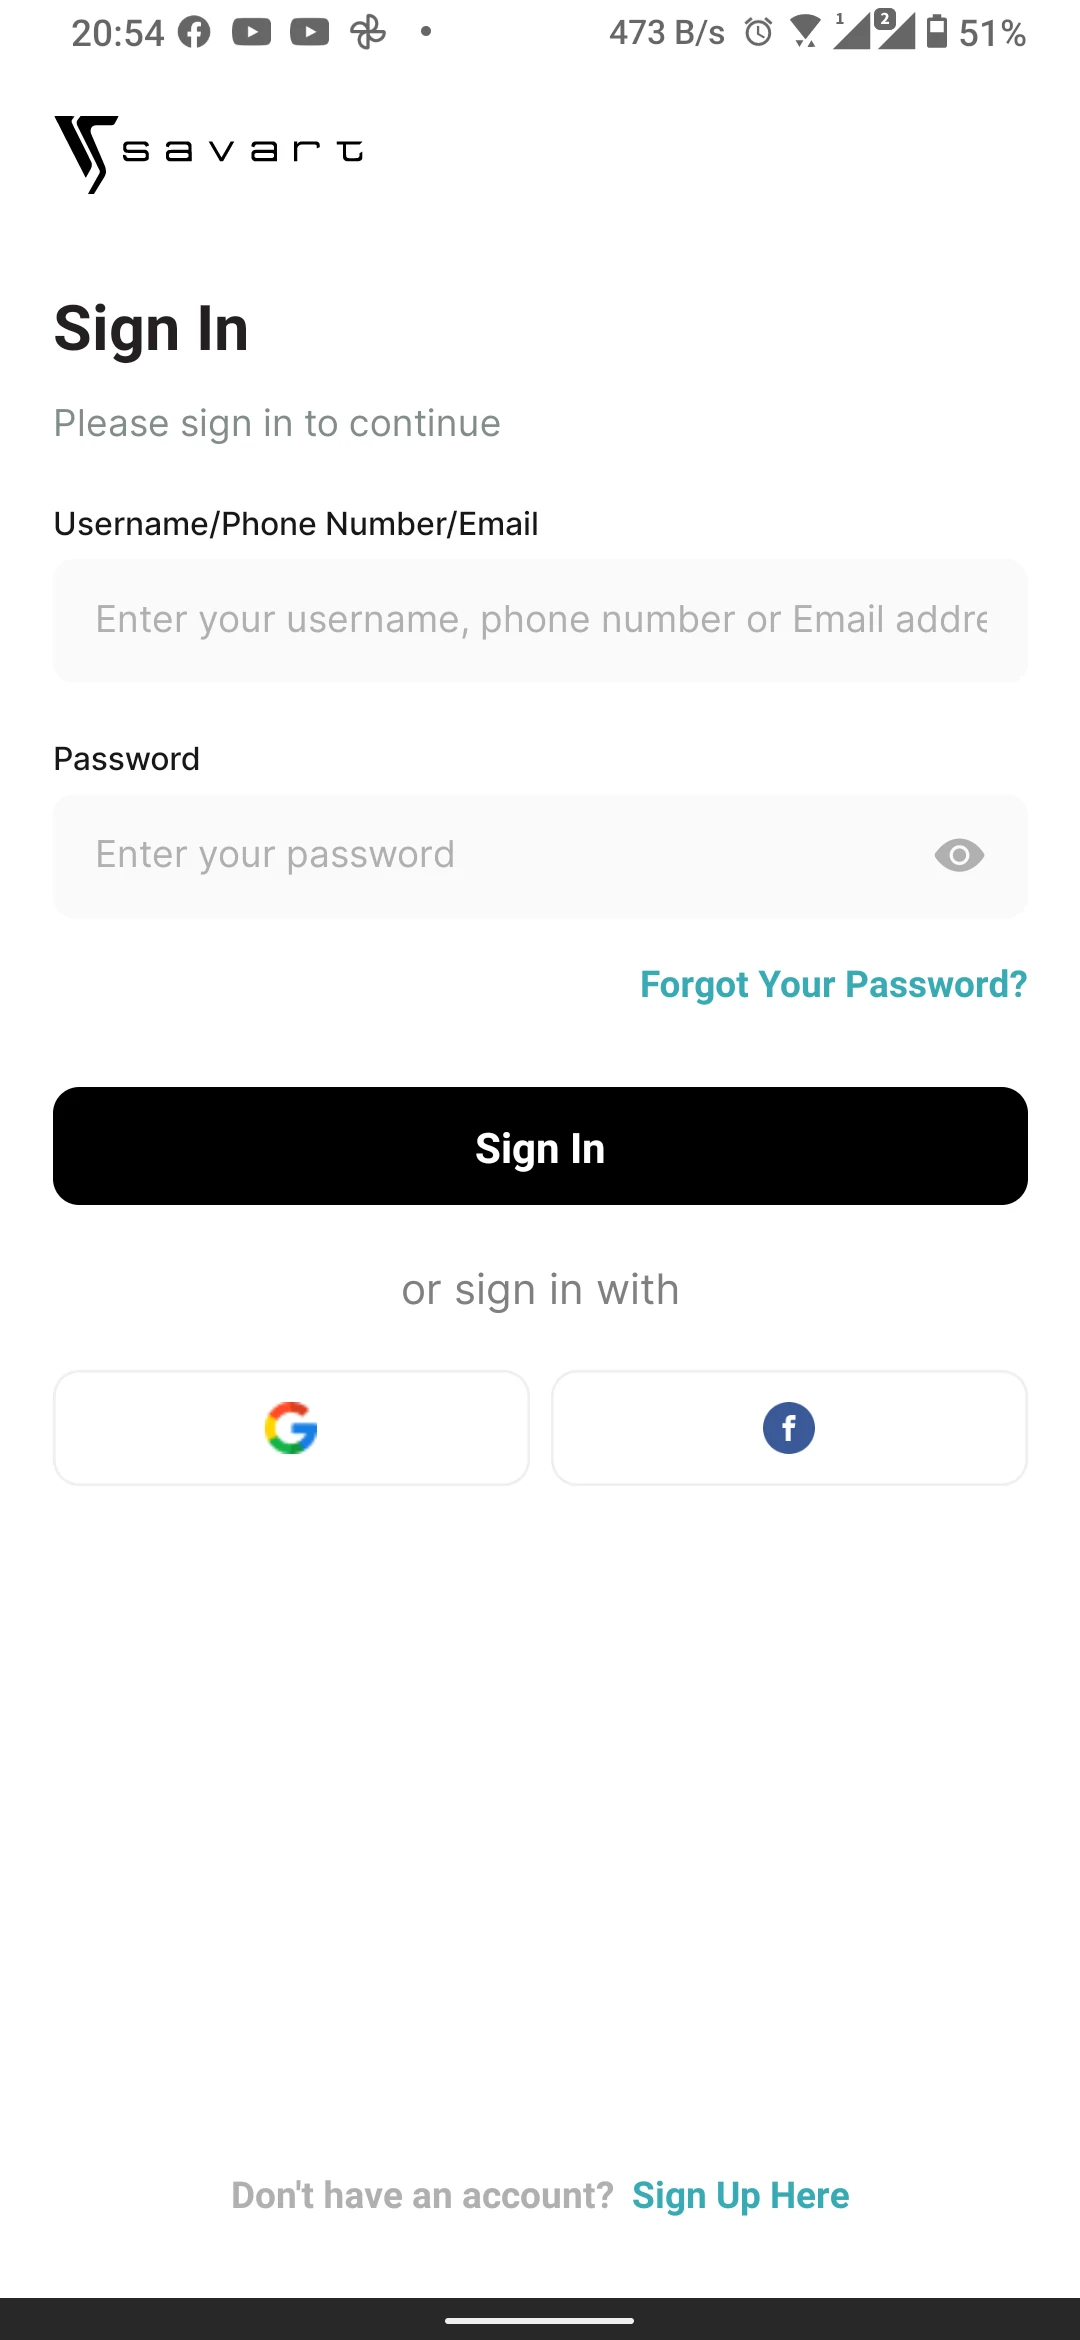 20:54 473 B/s 1 2 51%
savart
Sign In
Please sign in to continue
Username/Phone Number/Email
Enter your username, phone number or Email addre
Password
Enter your password
Forgot Your Password?
Sign In
or sign in with
Don't have an account? Sign Up Here